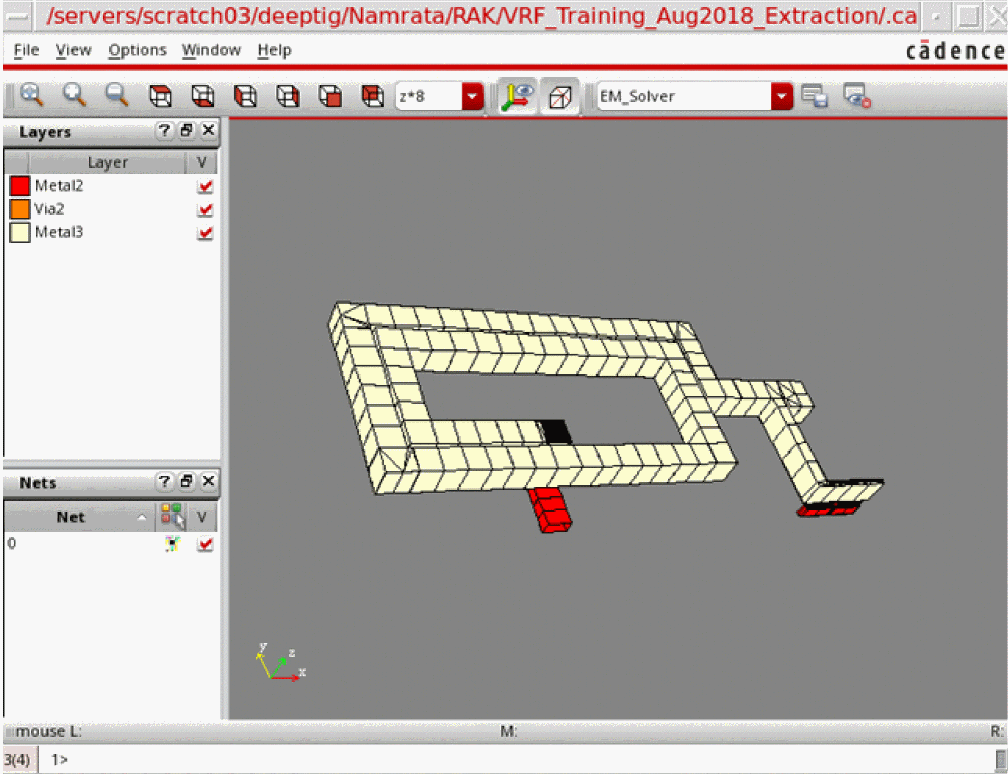 /servers/scratch03/deeptig/Namrata/RAK/VRF_Training_Aug2018_Extraction/.ca
File View Options Window Help
cādence
z*8 EM_Solver
Layers ?
Layer V
Metal2
Via2
Metal3
Nets ?
Net V
0
y
z
x
mouse L: M: R:
3(4) 1>